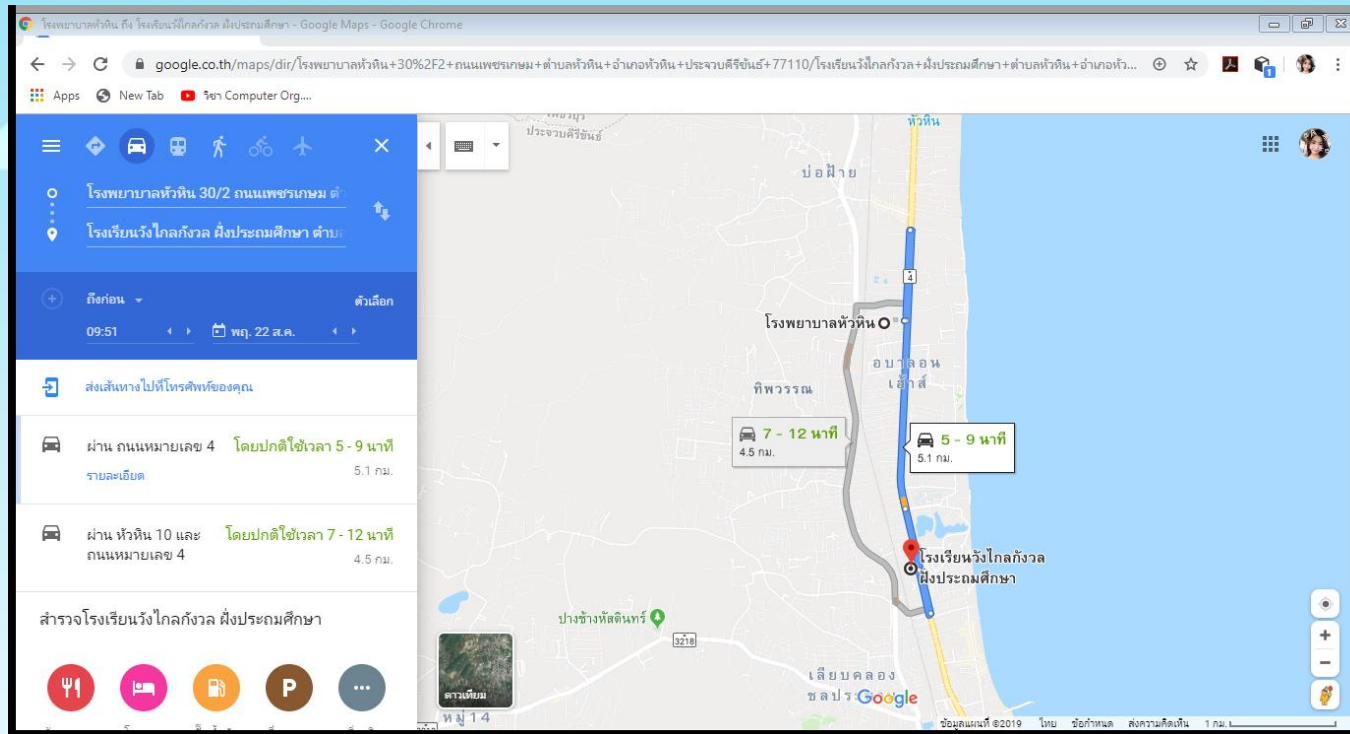 โรงพยาบาลหัวหิน ถึง โรงเรียนวังไกลกังวล ฝั่งประถมศึกษา - Google Maps - Google Chrome
google.co.th/maps/dir/โรงพยาบาลหัวหิน+30%2F2+ถนนเพชรเกษม+ตำบลหัวหิน+อำเภอหัวหิน+ประจวบคีรีขันธ์+77110/โรงเรียนวังไกลกังวล+ฝั่งประถมศึกษา+ตำบลหัวหิน+อำเภอหัว...
Apps New Tab วิชา Computer Org....
โรงพยาบาลหัวหิน 30/2 ถนนเพชรเกษม ตำ
โรงเรียนวังไกลกังวล ฝั่งประถมศึกษา ตำบล
ถึงก่อน ตัวเลือก
09:51 พฤ. 22 ส.ค.
ส่งเส้นทางไปที่โทรศัพท์ของคุณ
ผ่าน ถนนหมายเลข 4 โดยปกติใช้เวลา 5 - 9 นาที
รายละเอียด 5.1 กม.
ผ่าน หัวหิน 10 และ โดยปกติใช้เวลา 7 - 12 นาที
ถนนหมายเลข 4 4.5 กม.
สำรวจโรงเรียนวังไกลกังวล ฝั่งประถมศึกษา
P
ประจวบคีรีขันธ์
หัวหิน
บ่อฝ้าย
4
โรงพยาบาลหัวหิน
อบาลอน
เฮ้าส์
ทิพวรรณ
7 - 12 นาที
4.5 กม.
5 - 9 นาที
5.1 กม.
โรงเรียนวังไกลกังวล
ฝั่งประถมศึกษา
ปางช้างหัสดินทร์
3218
ดาวเทียม
เลียบคลอง
ชลประ
Google
หมู่ 14
ข้อมูลแผนที่ ©2019 ไทย ข้อกำหนด ส่งความคิดเห็น 1 กม.